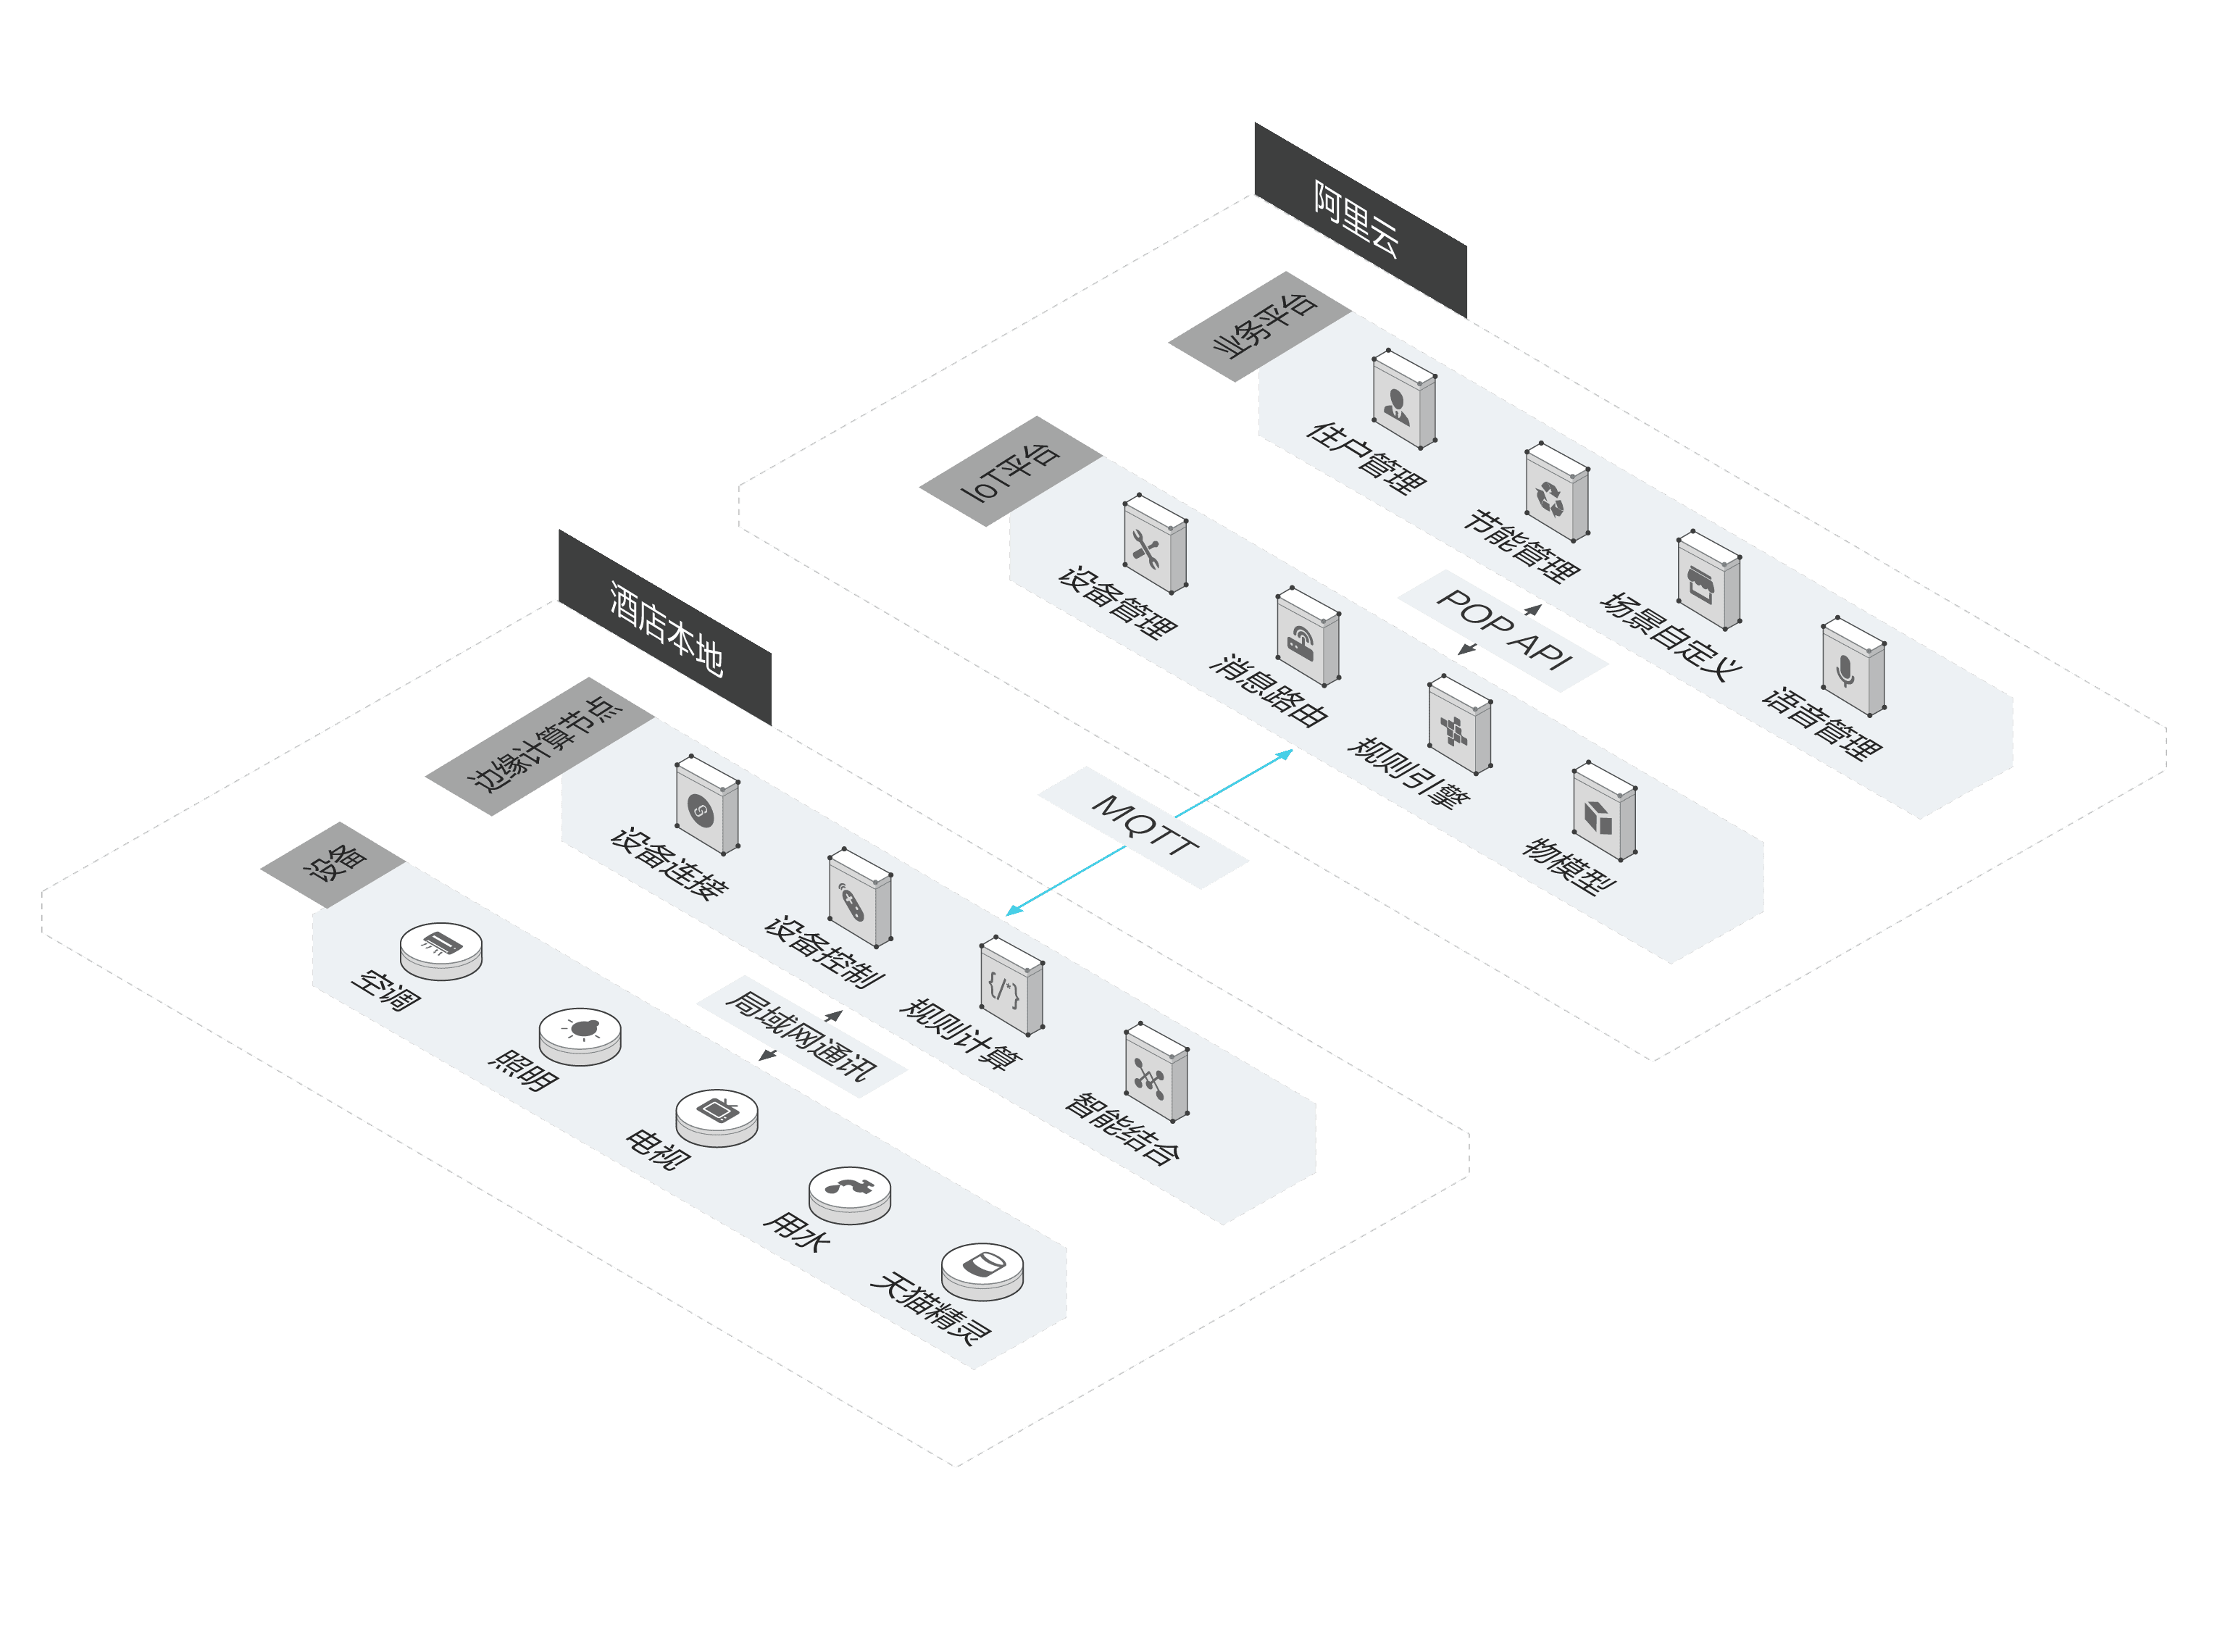 阿里云
业务平台
住户管理
节能管理
场景自定义
语音管理
POP API
IoT平台
设备管理
消息路由
规则引擎
物模型
MQTT
酒店本地
边缘计算节点
设备连接
设备控制
规则计算
智能结合
局域网通讯
设备
空调
照明
电视
用水
天猫精灵